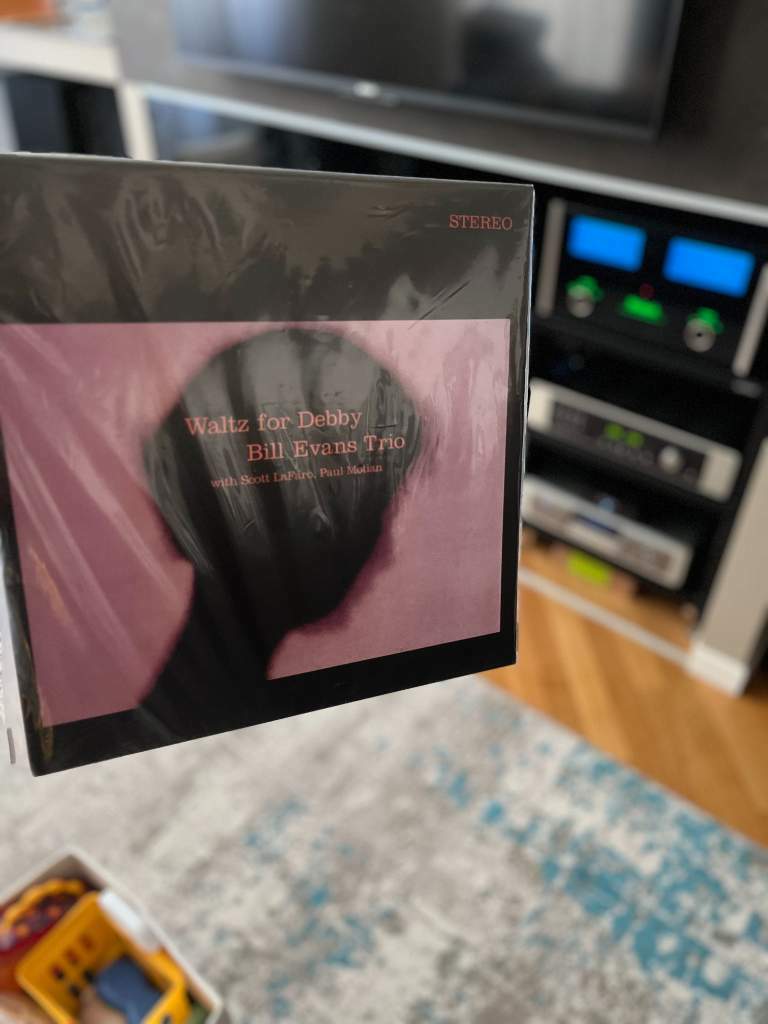 STEREO
Waltz for Debby
Bill Evans Trio
with Scott LaFaro, Paul Motian